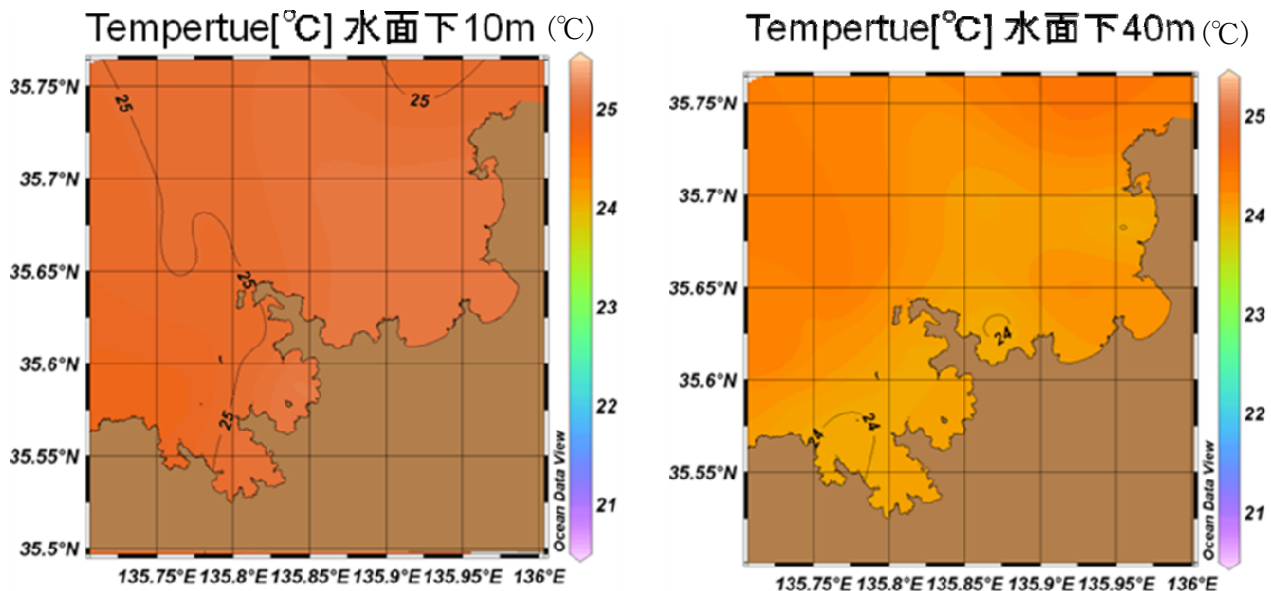 Tempertue[℃] 水面下10m (℃)
35.75°N
35.7°N
35.65°N
35.6°N
35.55°N
35.5°N
135.75°E 135.8°E 135.85°E 135.9°E 135.95°E 136°E
25
25
25
25
25
24
23
22
21
Ocean Data View
Tempertue[℃] 水面下40m (℃)
35.75°N
35.7°N
35.65°N
35.6°N
35.55°N
135.75°E 135.8°E 135.85°E 135.9°E 135.95°E 136°E
24
24
24
25
24
23
22
21
Ocean Data View